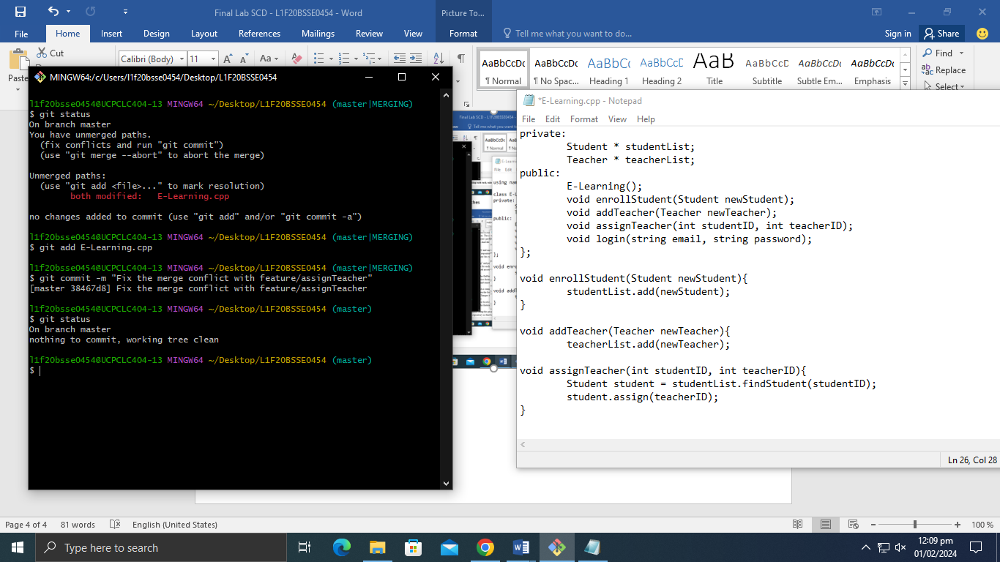 Final Lab SCD - L1F20BSSE0454 - Word
Picture To...
File Home Insert Design Layout References Mailings Review View Format Tell me what you want to do... Sign in Share
Cut
Paste
Calibri (Body) 11
Aa
AaBbCcDc AaBbCcDc AaBbCc AaBbCcD AaB AaBbCcD AaBbCcDc AaBbCcDc
¶ Normal ¶ No Spac... Heading 1 Heading 2 Title Subtitle Subtle Em... Emphasis
Find
Replace
Select
MINGW64:/c/Users/l1f20bsse0454/Desktop/L1F20BSSE0454
l1f20bsse0454@UCPCLC404-13 MINGW64 ~/Desktop/L1F20BSSE0454 (master|MERGING)
$ git status
On branch master
You have unmerged paths.
(fix conflicts and run "git commit")
(use "git merge --abort" to abort the merge)
Unmerged paths:
(use "git add <file>..." to mark resolution)
both modified: E-Learning.cpp
no changes added to commit (use "git add" and/or "git commit -a")
l1f20bsse0454@UCPCLC404-13 MINGW64 ~/Desktop/L1F20BSSE0454 (master|MERGING)
$ git add E-Learning.cpp
l1f20bsse0454@UCPCLC404-13 MINGW64 ~/Desktop/L1F20BSSE0454 (master|MERGING)
$ git commit -m "Fix the merge conflict with feature/assignTeacher"
[master 38467d8] Fix the merge conflict with feature/assignTeacher
l1f20bsse0454@UCPCLC404-13 MINGW64 ~/Desktop/L1F20BSSE0454 (master)
$ git status
On branch master
nothing to commit, working tree clean
l1f20bsse0454@UCPCLC404-13 MINGW64 ~/Desktop/L1F20BSSE0454 (master)
$
*E-Learning.cpp - Notepad
File Edit Format View Help
private:
Student * studentList;
Teacher * teacherList;
public:
E-Learning();
void enrollStudent(Student newStudent);
void addTeacher(Teacher newTeacher);
void assignTeacher(int studentID, int teacherID);
void login(string email, string password);
};
void enrollStudent(Student newStudent){
studentList.add(newStudent);
}
void addTeacher(Teacher newTeacher){
teacherList.add(newTeacher);
void assignTeacher(int studentID, int teacherID){
Student student = studentList.findStudent(studentID);
student.assign(teacherID);
}
Ln 26, Col 28
Page 4 of 4 81 words English (United States) 100 %
Type here to search
12:09 pm
01/02/2024